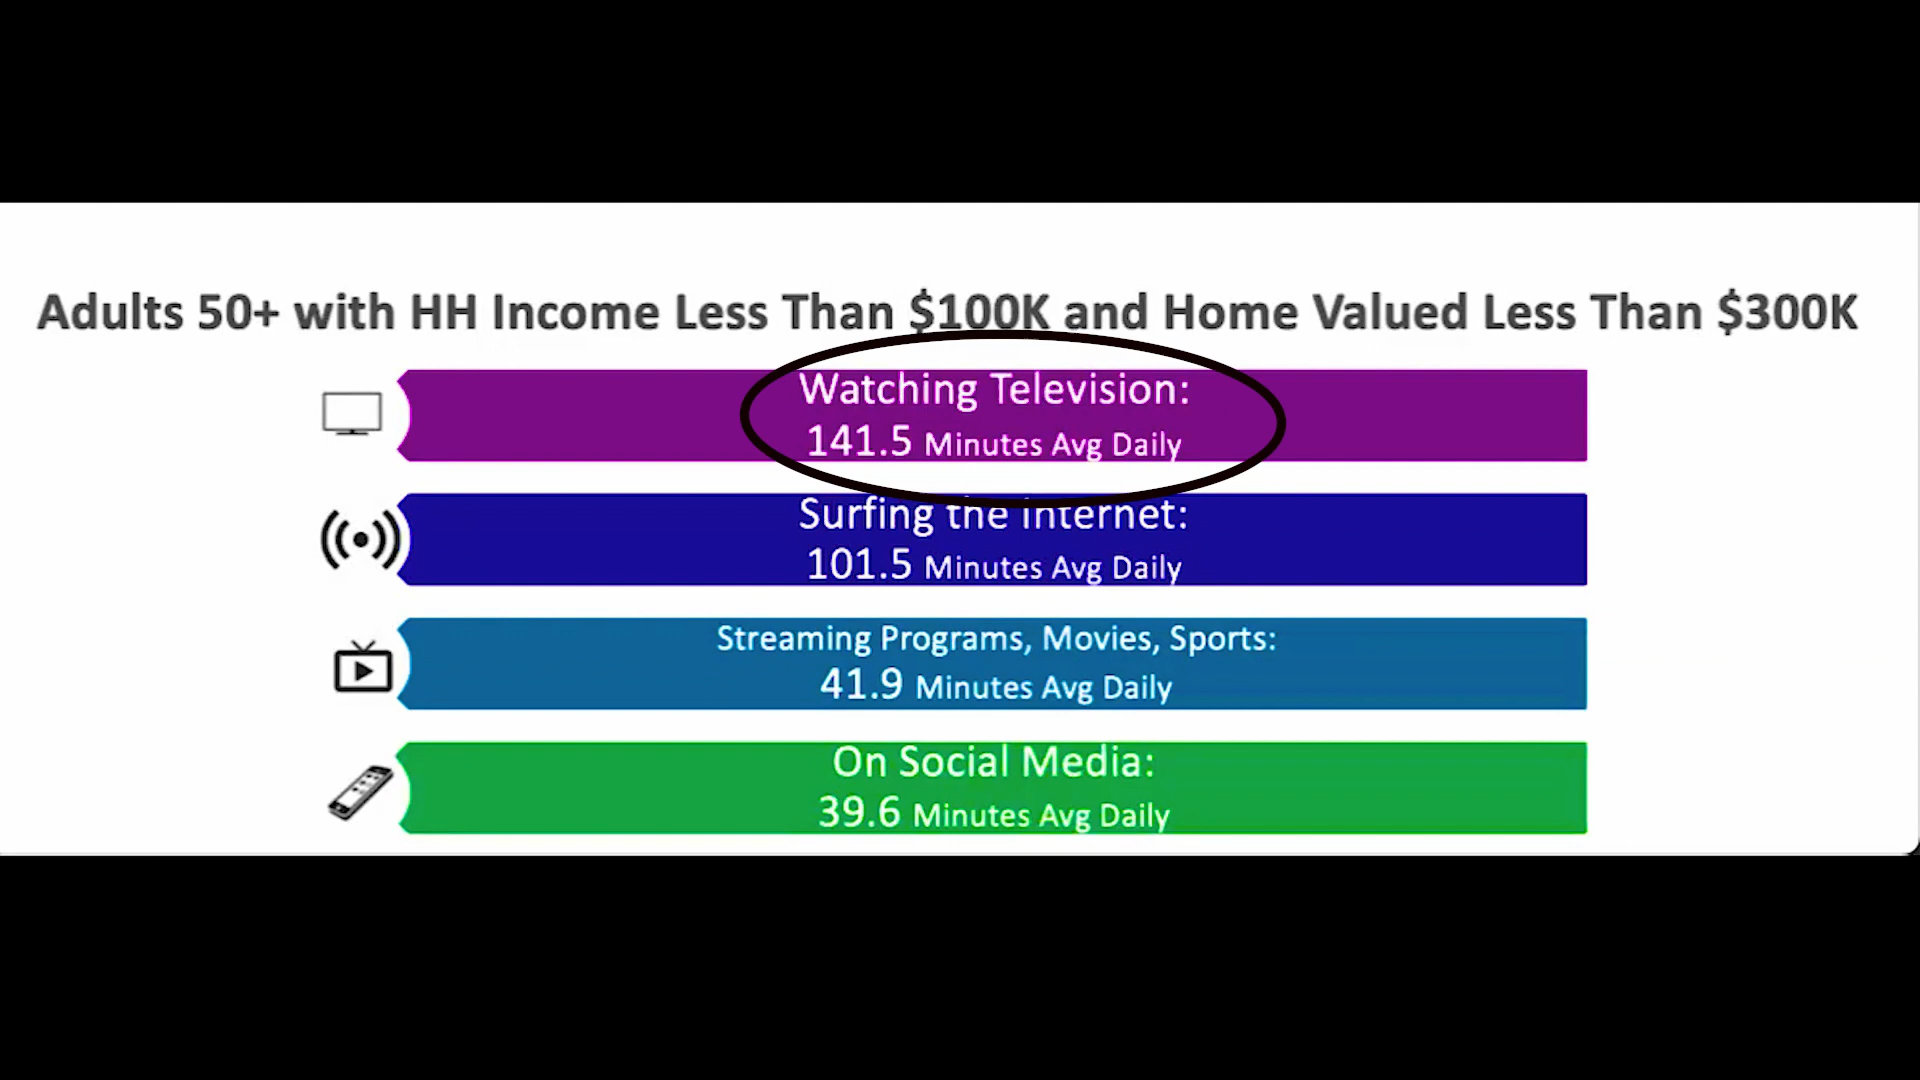 Adults 50+ with HH Income Less Than $100K and Home Valued Less Than $300K
Watching Television:
141.5 Minutes Avg Daily
Surfing the Internet:
101.5 Minutes Avg Daily
Streaming Programs, Movies, Sports:
41.9 Minutes Avg Daily
On Social Media:
39.6 Minutes Avg Daily